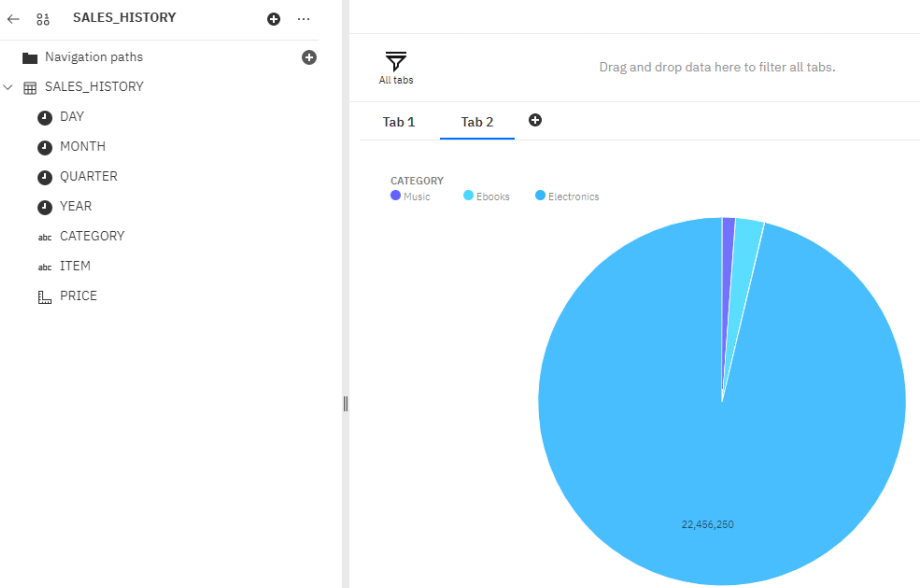 SALES_HISTORY
Navigation paths
SALES_HISTORY
DAY
MONTH
QUARTER
YEAR
abc CATEGORY
abc ITEM
PRICE
All tabs
Drag and drop data here to filter all tabs.
Tab 1 Tab 2
CATEGORY
Music Ebooks Electronics
22,456,250